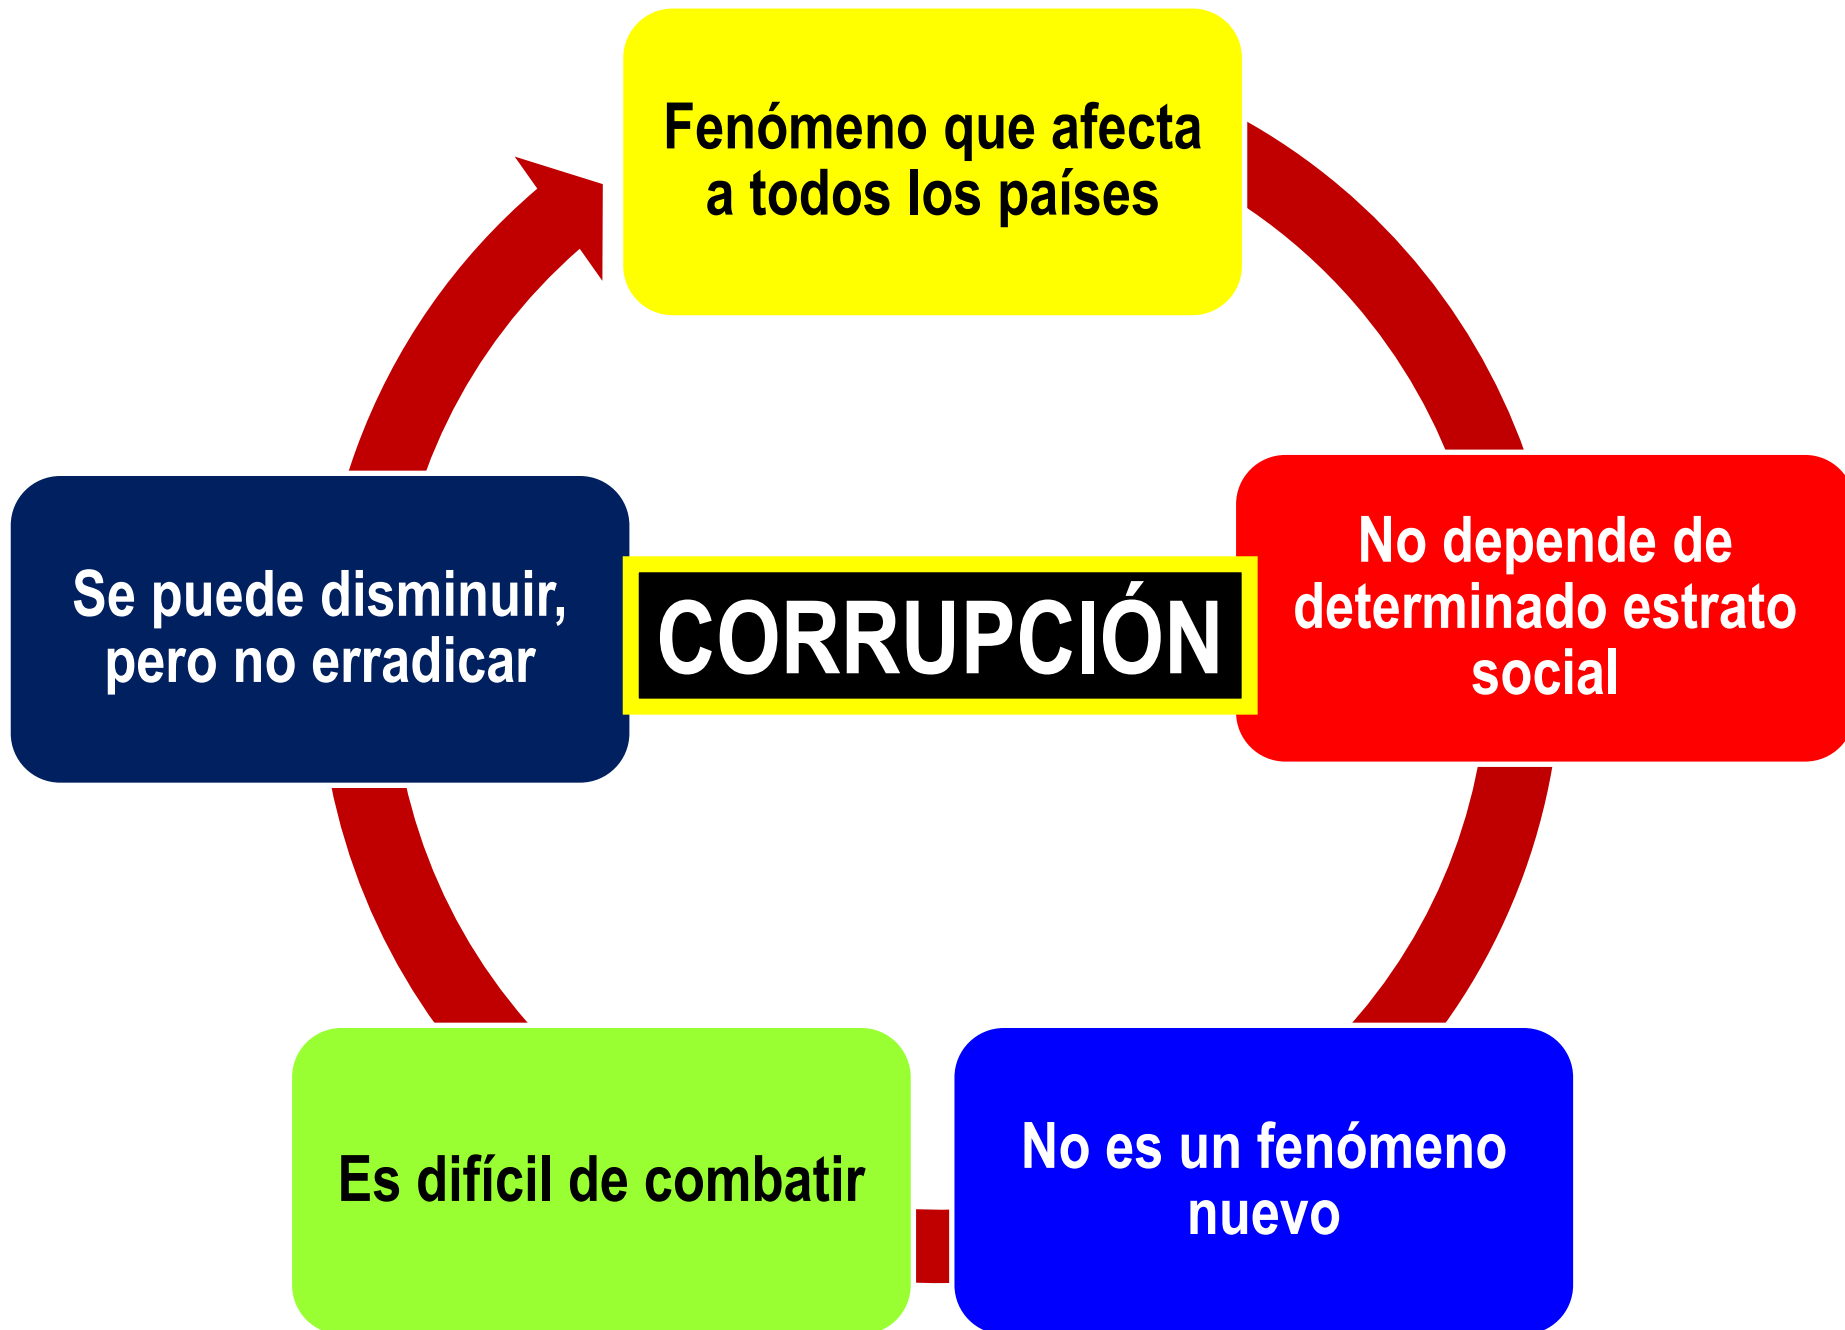 Fenómeno que afecta
a todos los países
No depende de
determinado estrato
social
No es un fenómeno
nuevo
Es difícil de combatir
Se puede disminuir,
pero no erradicar
CORRUPCIÓN